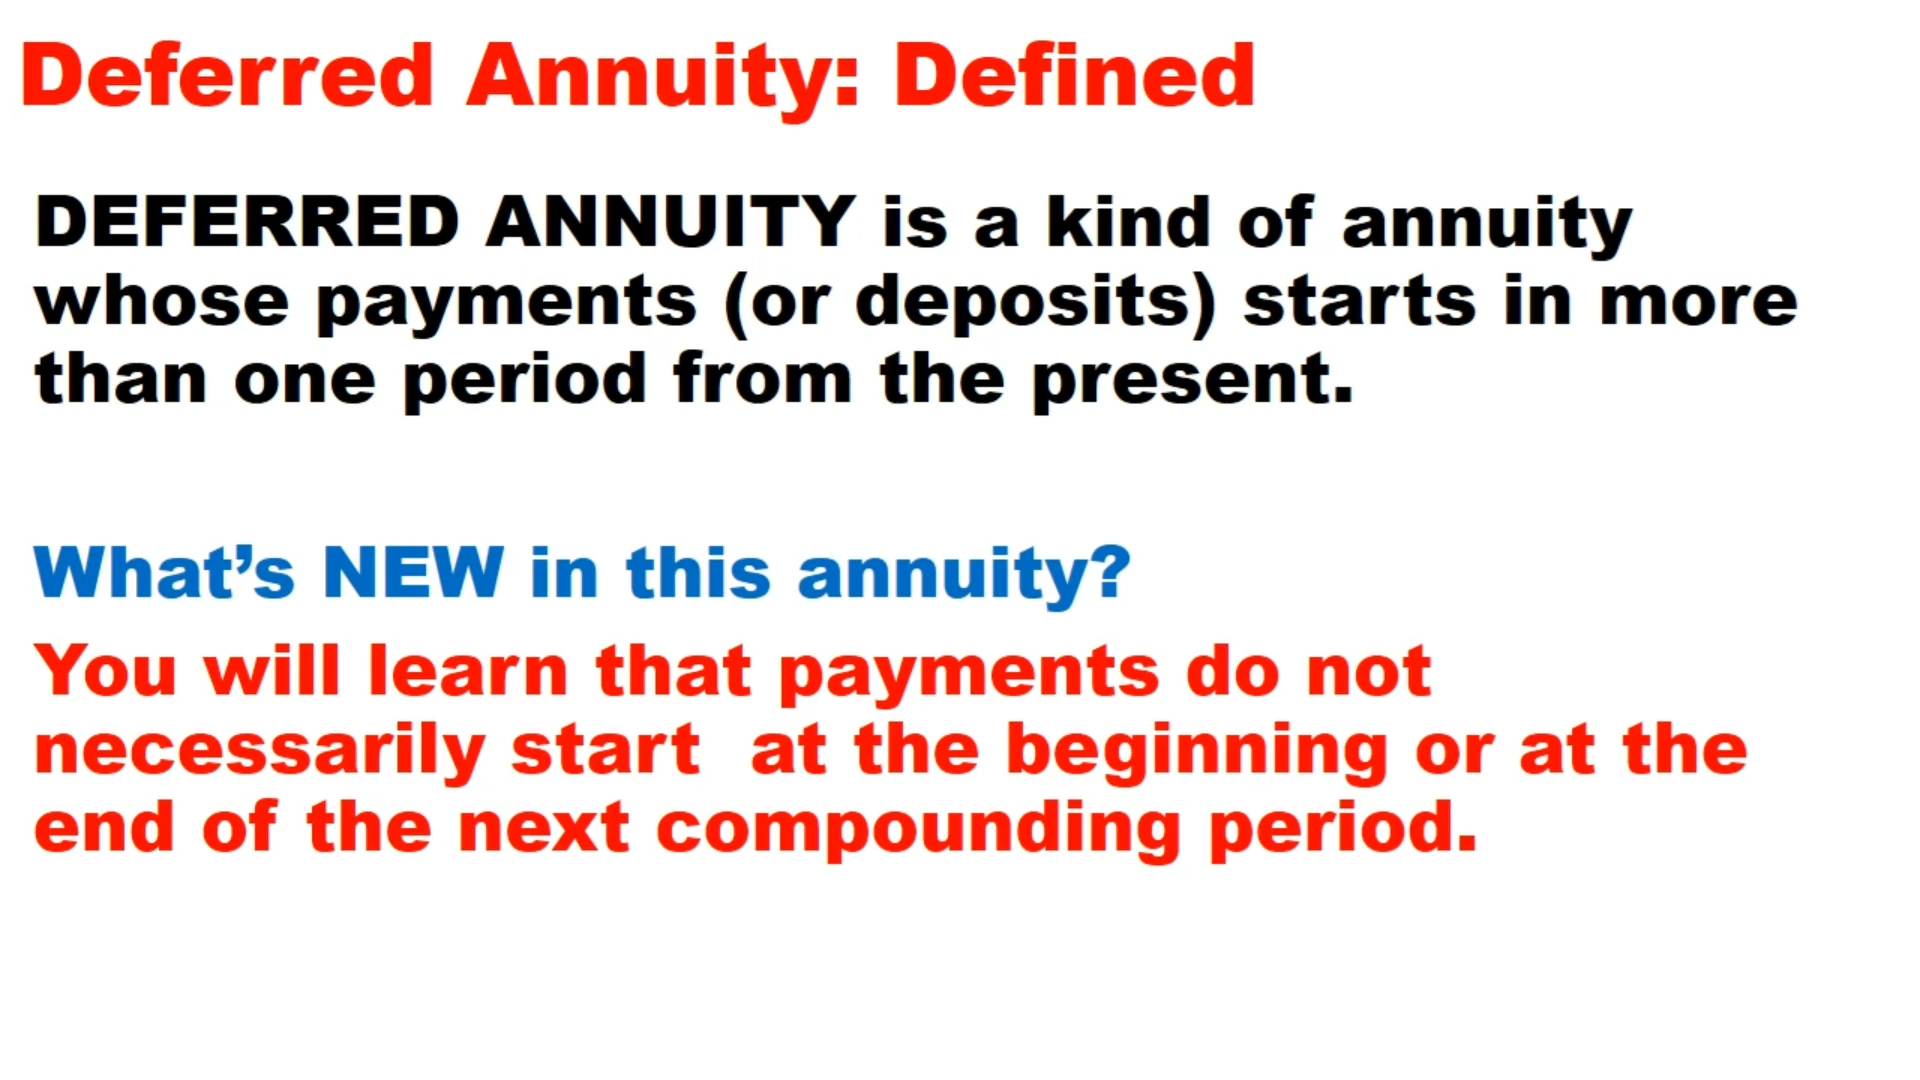 Deferred Annuity: Defined
DEFERRED ANNUITY is a kind of annuity
whose payments (or deposits) starts in more
than one period from the present.
What’s NEW in this annuity?
You will learn that payments do not
necessarily start  at the beginning or at the
end of the next compounding period.